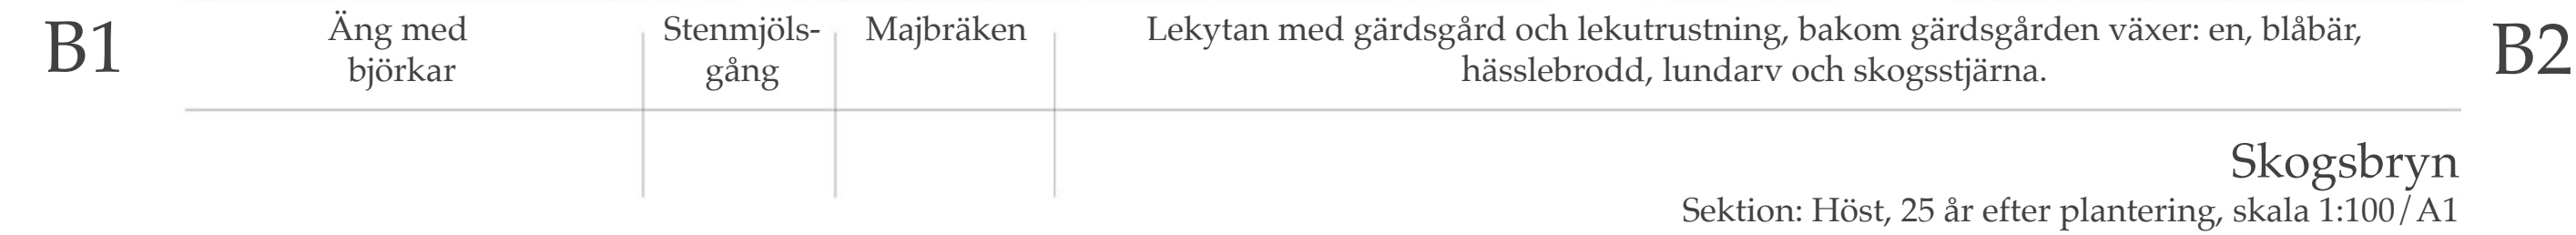 B1
Äng med
björkar
Stenmjöls-
gång
Majbräken
Lekytan med gärdsgård och lekutrustning, bakom gärdsgården växer: en, blåbär,
hässlebrodd, lundarv och skogsstjärna.
B2
Skogsbryn
Sektion: Höst, 25 år efter plantering, skala 1:100/A1